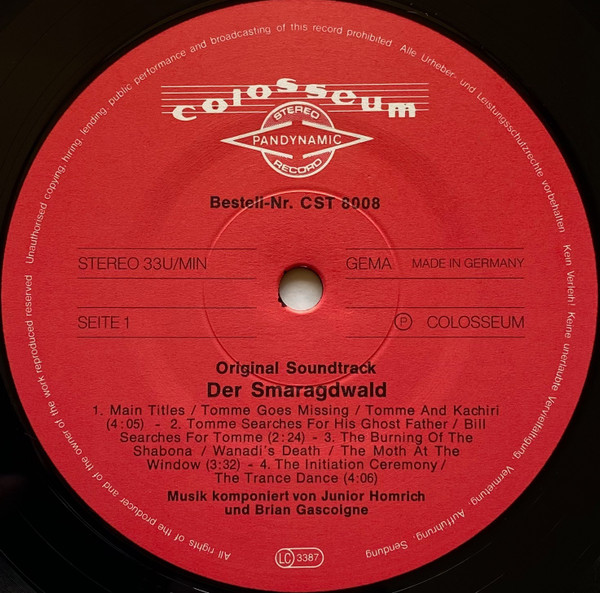 colosseum
STEREO
PANDYNAMIC
RECORD
Bestell-Nr. CST 8008
STEREO 33U/MIN
GEMA MADE IN GERMANY
SEITE 1
Ⓟ COLOSSEUM
Original Soundtrack
Der Smaragdwald
1. Main Titles / Tomme Goes Missing / Tomme And Kachiri
(4:05) - 2. Tomme Searches For His Ghost Father / Bill
Searches For Tomme (2:24) - 3. The Burning Of The
Shabona / Wanadi's Death / The Moth At The
Window (3:32) - 4. The Initiation Ceremony /
The Trance Dance (4:06)
Musik komponiert von Junior Homrich
und Brian Gascoigne
LC 3387
All rights of the producer and of the owner of the work reproduced reserved Unauthorised copying, hiring, lending, public performance and broadcasting of this record prohibited Alle Urheber- und Leistungsschutzrechte vorbehalten Kein Verleih! Keine unerlaubte Vervielfältigung, Vermietung, Aufführung, Sendung